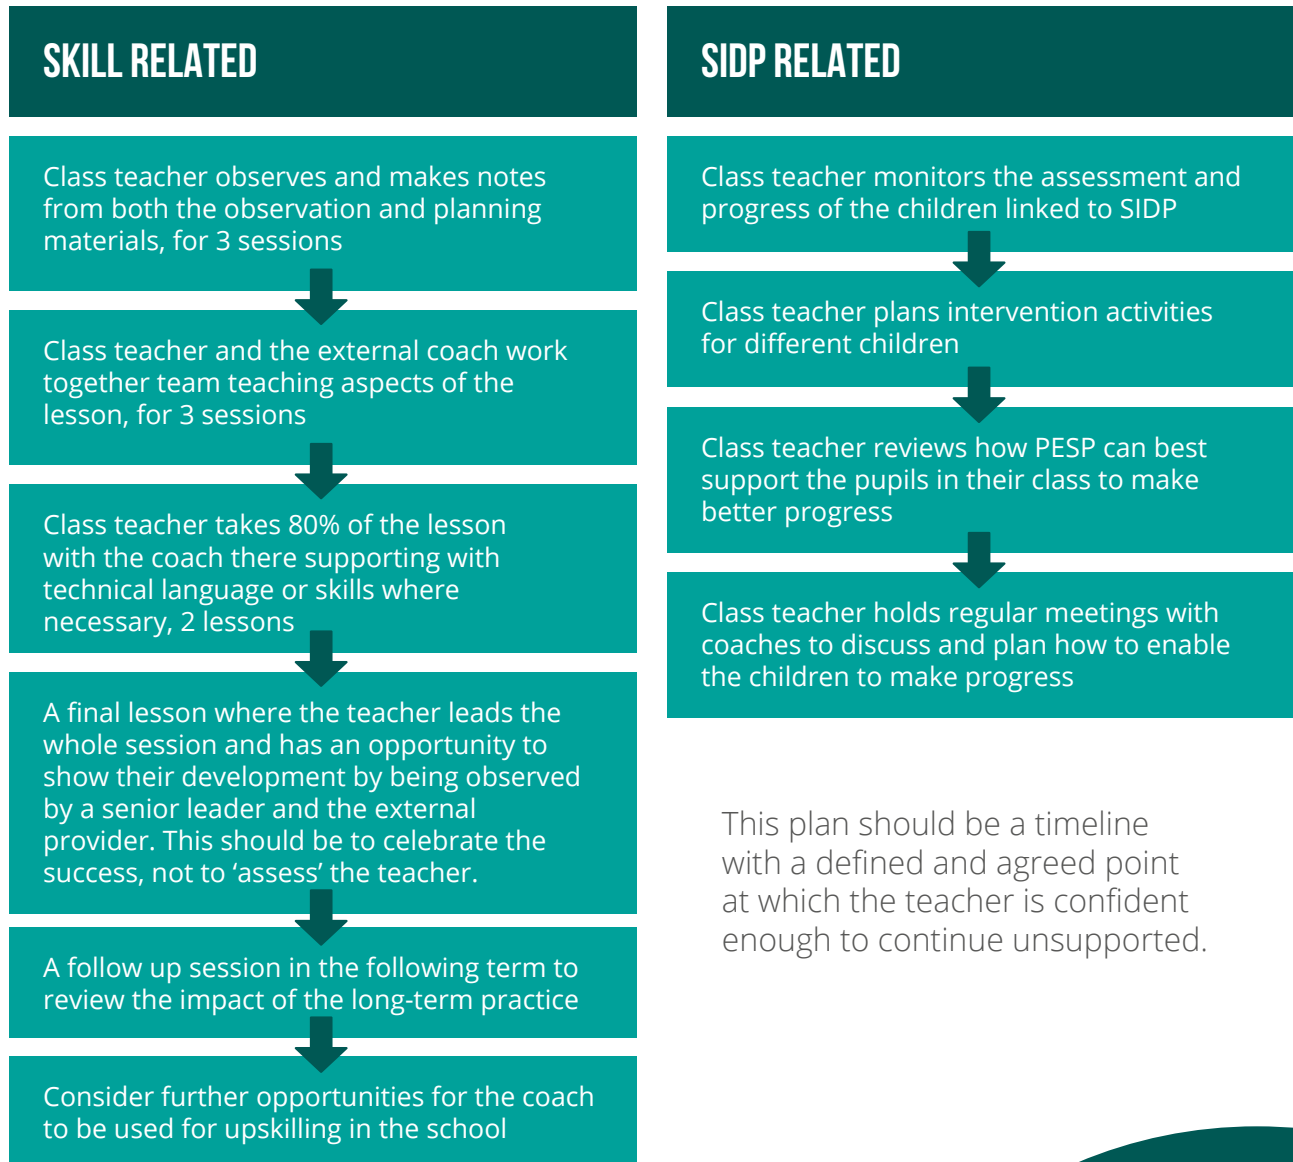 SKILL RELATED
Class teacher observes and makes notes
from both the observation and planning
materials, for 3 sessions
Class teacher and the external coach work
together team teaching aspects of the
lesson, for 3 sessions
Class teacher takes 80% of the lesson
with the coach there supporting with
technical language or skills where
necessary, 2 lessons
A final lesson where the teacher leads the
whole session and has an opportunity to
show their development by being observed
by a senior leader and the external
provider. This should be to celebrate the
success, not to ‘assess’ the teacher.
A follow up session in the following term to
review the impact of the long-term practice
Consider further opportunities for the coach
to be used for upskilling in the school
SIDP RELATED
Class teacher monitors the assessment and
progress of the children linked to SIDP
Class teacher plans intervention activities
for different children
Class teacher reviews how PESP can best
support the pupils in their class to make
better progress
Class teacher holds regular meetings with
coaches to discuss and plan how to enable
the children to make progress
This plan should be a timeline
with a defined and agreed point
at which the teacher is confident
enough to continue unsupported.